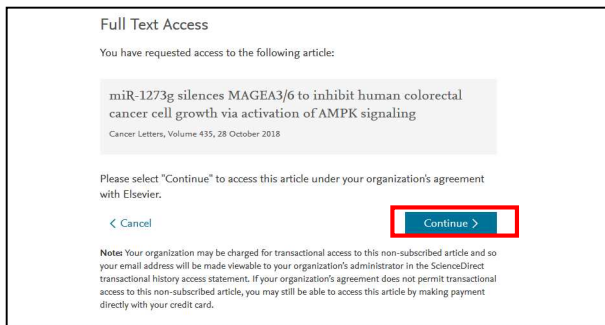 Full Text Access
You have requested access to the following article:
miR-1273g silences MAGEA3/6 to inhibit human colorectal
cancer cell growth via activation of AMPK signaling
Cancer Letters, Volume 435, 28 October 2018
Please select "Continue" to access this article under your organization's agreement
with Elsevier.
< Cancel
Continue >
Note: Your organization may be charged for transactional access to this non-subscribed article and so
your email address will be made viewable to your organization's administrator in the ScienceDirect
transactional history access statement. If your organization's agreement does not permit transactional
access to this non-subscribed article, you may still be able to access this article by making payment
directly with your credit card.